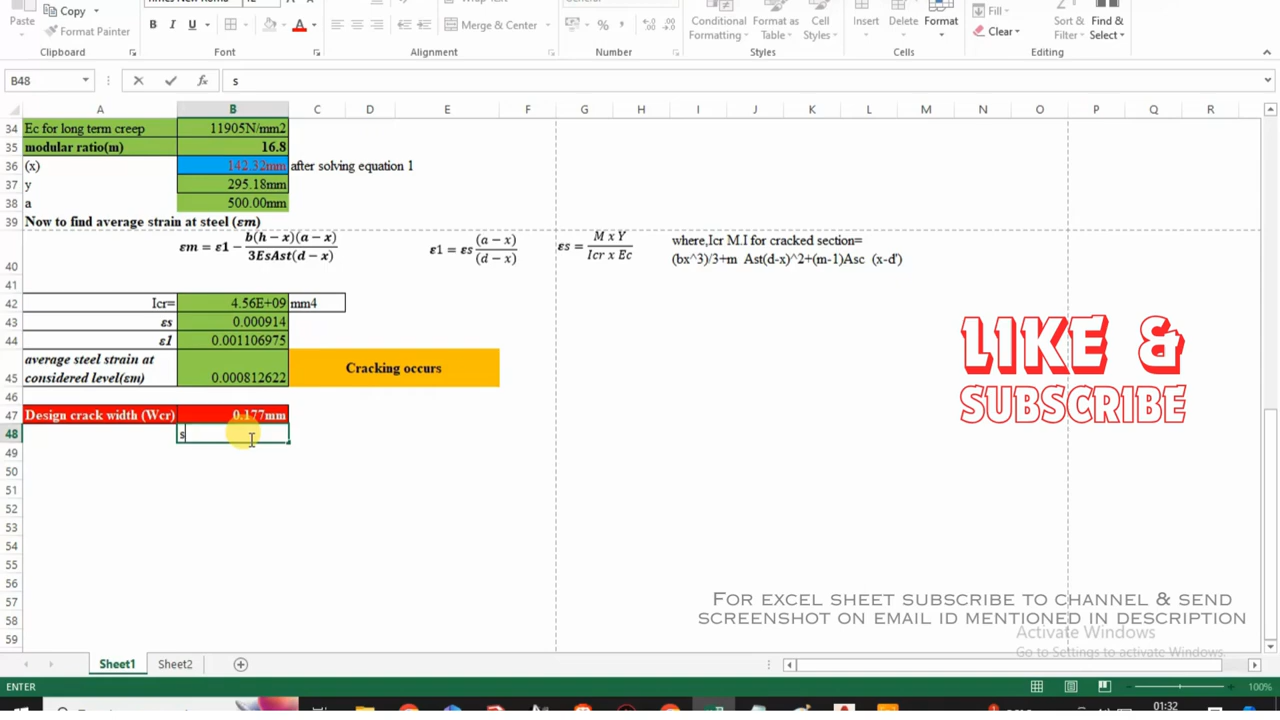 Paste
Copy
Format Painter
B I U A
Merge & Center
%
Conditional Formatting
Format as Table
Cell Styles
Insert
Delete
Format
Fill
Clear
Sort & Filter
Find & Select
Clipboard
Font
Alignment
Number
Styles
Cells
Editing
B48
fx
s
A B C D E F G H I J K L M N O P Q R
34 Ec for long term creep 11905N/mm2
35 modular ratio(m) 16.8
36 (x) 142.32mm after solving equation 1
37 y 295.18mm
38 a 500.00mm
39 Now to find average strain at steel (εm)
40 εm = ε1 − b(h − x)(a − x) / 3EsAst(d − x) ε1 = εs (a − x) / (d − x) εs = M x Y / Icr x Ec where,Icr M.I for cracked section=
(bx^3)/3+m Ast(d-x)^2+(m-1)Asc (x-d')
41
42 Icr= 4.56E+09 mm4
43 εs 0.000914
44 ε1 0.001106975
45 average steel strain at considered level(εm) 0.000812622 Cracking occurs
46
47 Design crack width (Wcr) 0.177mm
48 s
49
50
51
52
53
54
55
56
57
58
59
LIKE &
SUBSCRIBE
For excel sheet subscribe to channel & send
screenshot on email id mentioned in description
Activate Windows
Go to Settings to activate Windows.
Sheet1 Sheet2
ENTER
100%
01:32